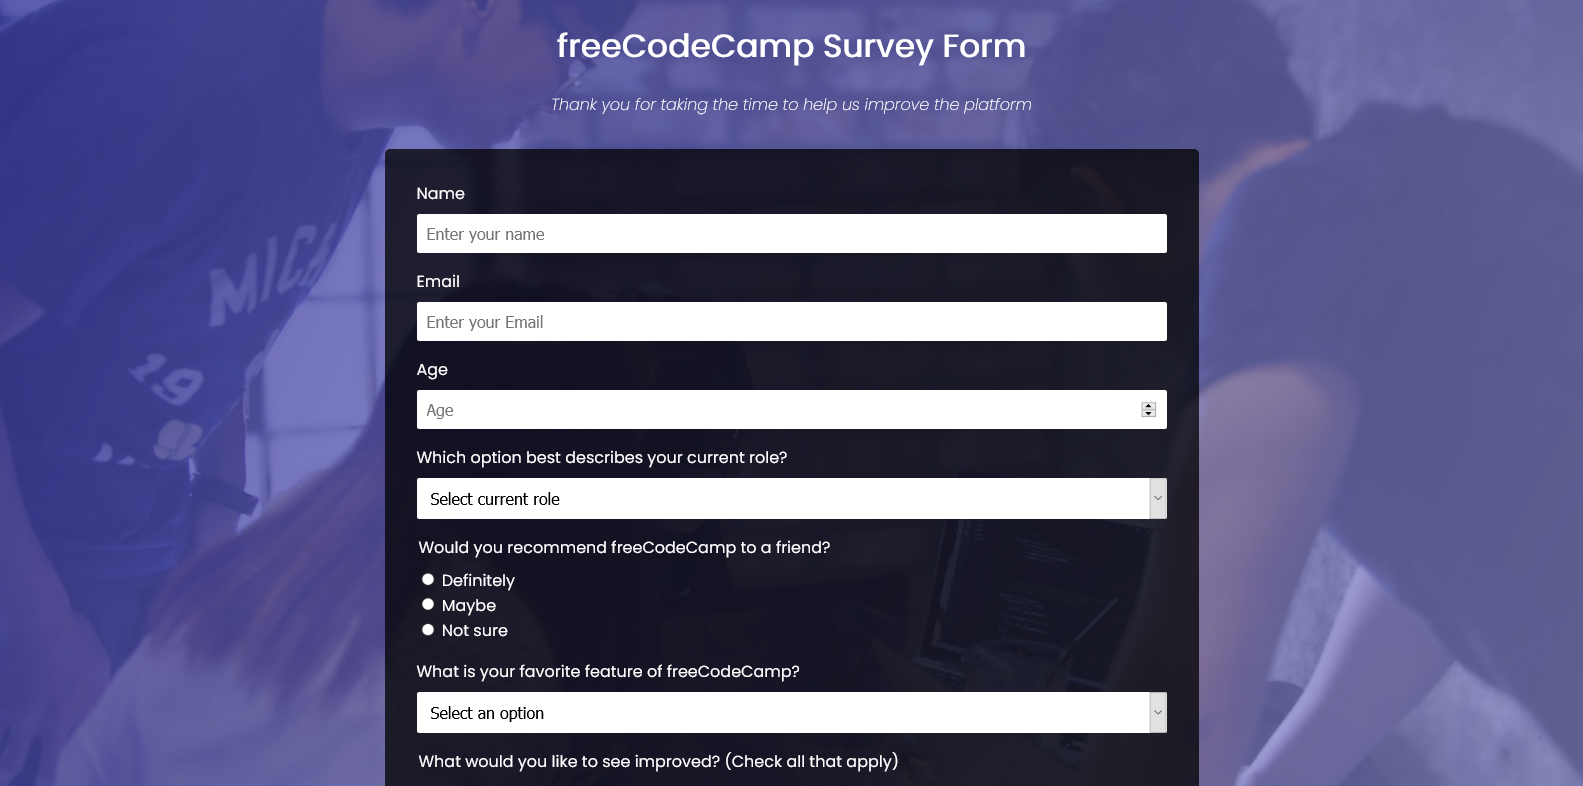 freeCodeCamp Survey Form
Thank you for taking the time to help us improve the platform
Name
Enter your name
Email
Enter your Email
Age
Age
Which option best describes your current role?
Select current role
Would you recommend freeCodeCamp to a friend?
Definitely
Maybe
Not sure
What is your favorite feature of freeCodeCamp?
Select an option
What would you like to see improved? (Check all that apply)
MICH
19